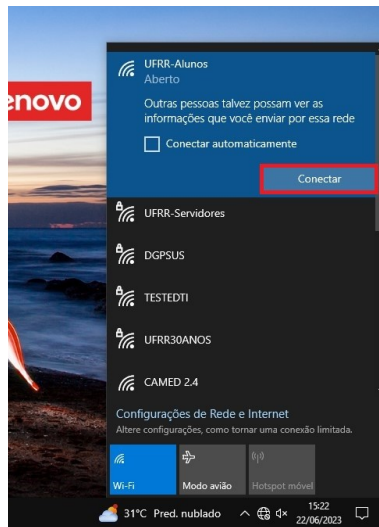 enovo
UFRR-Alunos
Aberto
Outras pessoas talvez possam ver as
informações que você enviar por essa rede
Conectar automaticamente
Conectar
UFRR-Servidores
DGPSUS
TESTEDTI
UFRR30ANOS
CAMED 2.4
Configurações de Rede e Internet
Altere configurações, como tornar uma conexão limitada.
Wi-Fi
Modo avião
Hotspot móvel
31°C Pred. nublado
15:22
22/06/2023